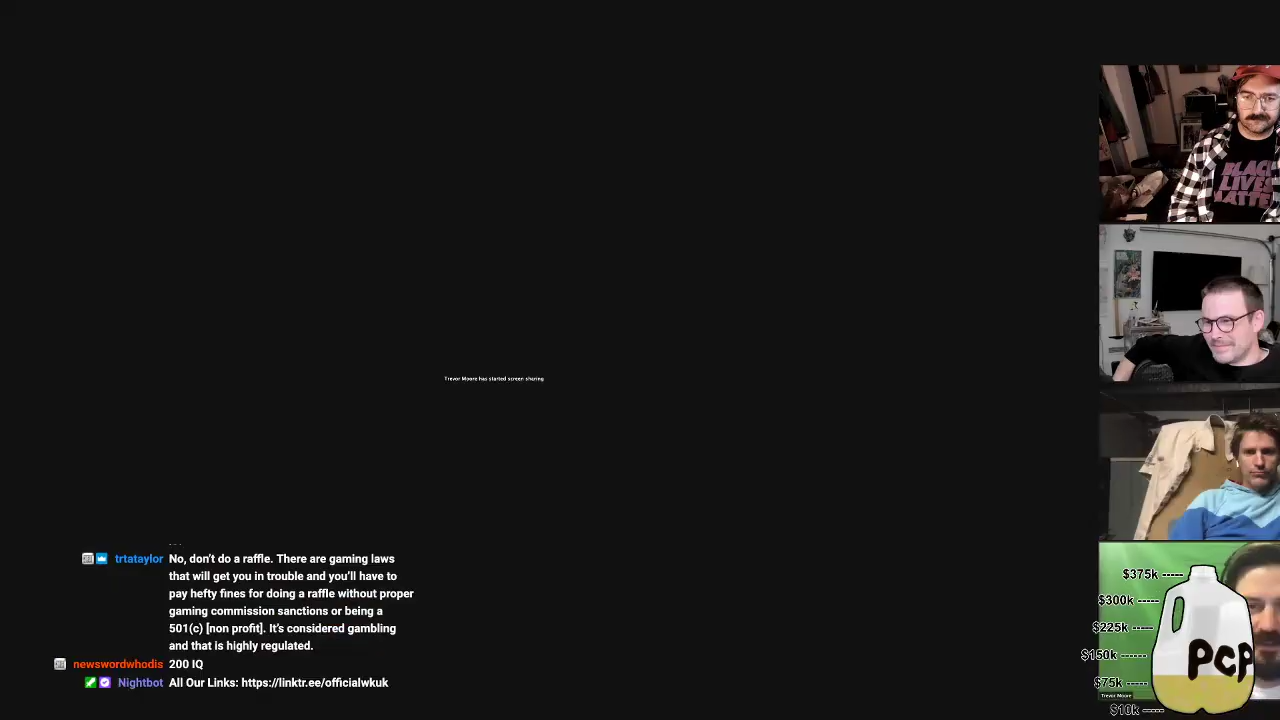 BLACK
LIVES
MATTER
Trevor Moore has started screen sharing
trtataylor No, don't do a raffle. There are gaming laws
that will get you in trouble and you'll have to
pay hefty fines for doing a raffle without proper
gaming commission sanctions or being a
501(c) [non profit]. It's considered gambling
and that is highly regulated.
newswordwhodis 200 IQ
Nightbot All Our Links: https://linktr.ee/officialwkuk
$375k -----
$300k -----
$225k -----
$150k ------
$75k -----
$10k -----
PCP
Trevor Moore